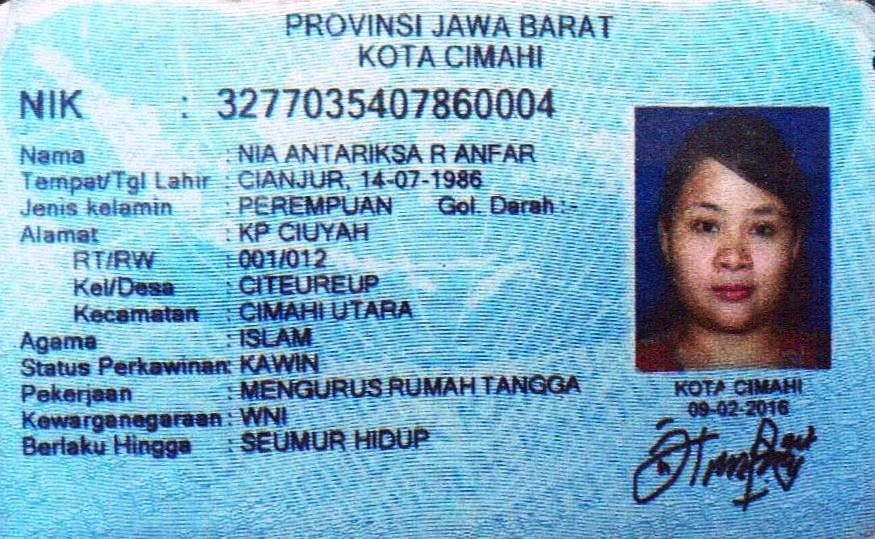 PROVINSI JAWA BARAT
KOTA CIMAHI
NIK : 3277035407860004
Nama : NIA ANTARIKSA R ANFAR
Tempat/Tgl Lahir : CIANJUR, 14-07-1986
Jenis kelamin : PEREMPUAN Gol. Darah : -
Alamat : KP CIUYAH
RT/RW : 001/012
Kel/Desa : CITEUREUP
Kecamatan : CIMAHI UTARA
Agama : ISLAM
Status Perkawinan: KAWIN
Pekerjaan : MENGURUS RUMAH TANGGA
Kewarganegaraan : WNI
Berlaku Hingga : SEUMUR HIDUP
KOTA CIMAHI
09-02-2016